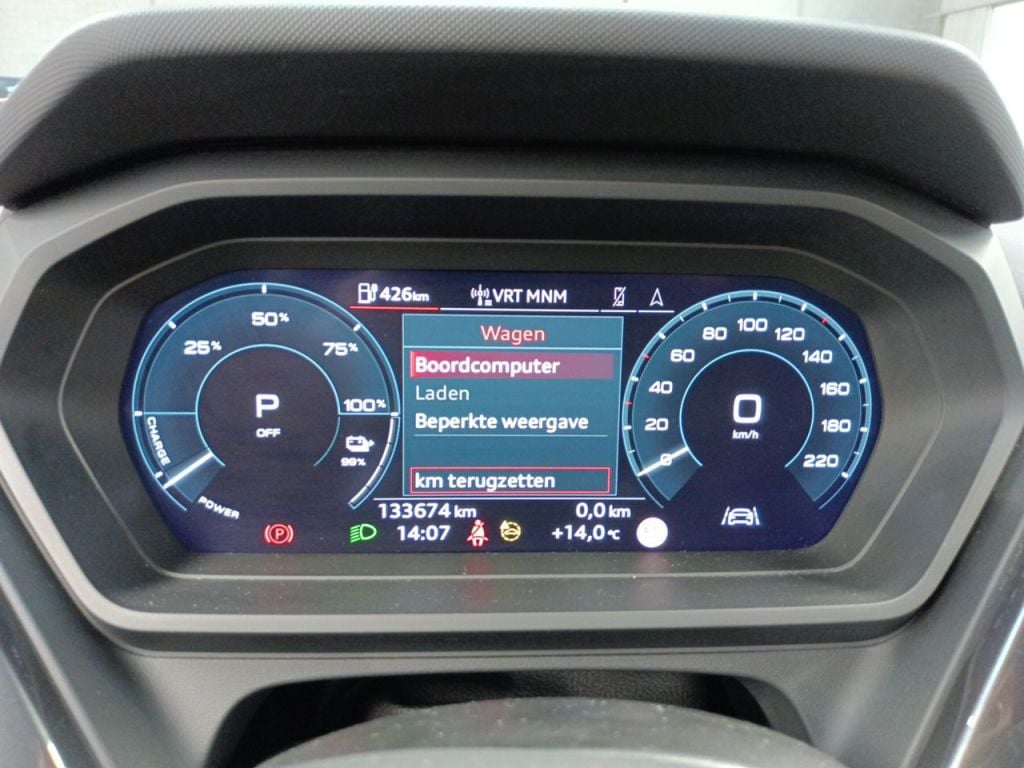 426km
VRT MNM
Wagen
Boordcomputer
Laden
Beperkte weergave
km terugzetten
133674 km
0,0 km
14:07
+14,0 °C
25%
50%
75%
100%
P
OFF
CHARGE
POWER
98%
P
0
20
40
60
80
100
120
140
160
180
220
0
km/h